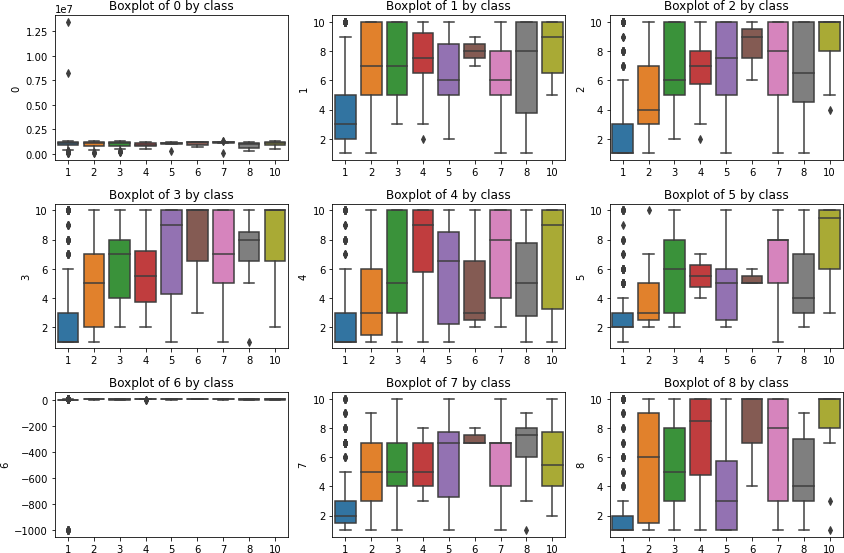 Boxplot of 0 by class
1e7
0
1.25
1.00
0.75
0.50
0.25
0.00
1 2 3 4 5 6 7 8 10
Boxplot of 1 by class
1
10
8
6
4
2
1 2 3 4 5 6 7 8 10
Boxplot of 2 by class
2
10
8
6
4
2
1 2 3 4 5 6 7 8 10
Boxplot of 3 by class
3
10
8
6
4
2
1 2 3 4 5 6 7 8 10
Boxplot of 4 by class
4
10
8
6
4
2
1 2 3 4 5 6 7 8 10
Boxplot of 5 by class
5
10
8
6
4
2
1 2 3 4 5 6 7 8 10
Boxplot of 6 by class
6
0
−200
−400
−600
−800
−1000
1 2 3 4 5 6 7 8 10
Boxplot of 7 by class
7
10
8
6
4
2
1 2 3 4 5 6 7 8 10
Boxplot of 8 by class
8
10
8
6
4
2
1 2 3 4 5 6 7 8 10